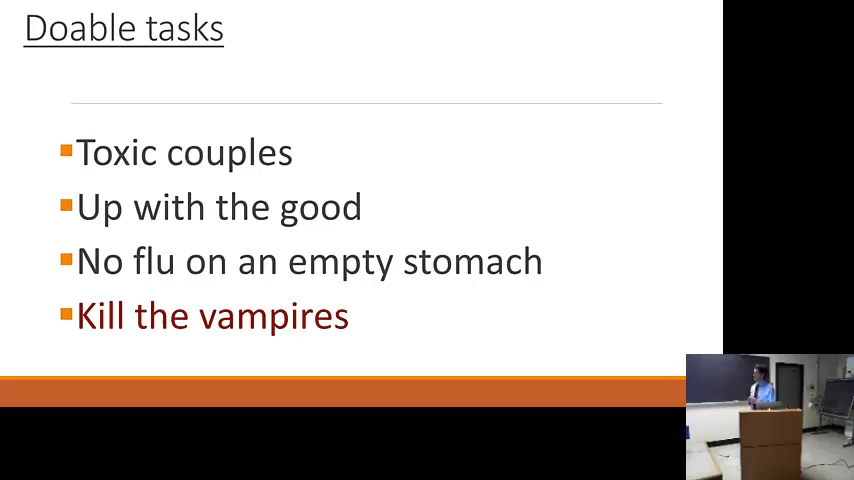 Doable tasks
Toxic couples
Up with the good
No flu on an empty stomach
Kill the vampires